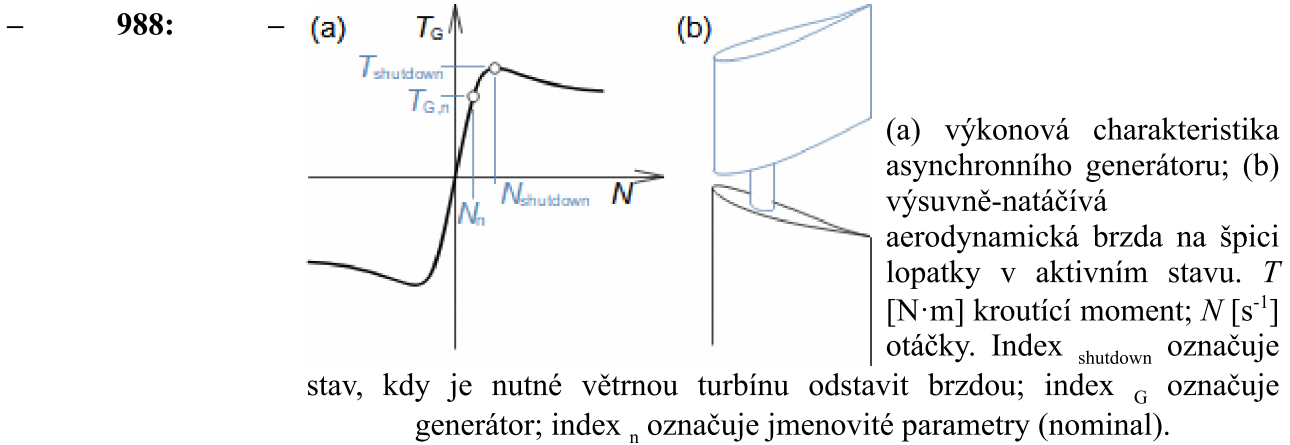 – 988: –
(a)
T_G
T_shutdown
T_G,n
N_shutdown
N_n
N
(b)
(a) výkonová charakteristika
asynchronního generátoru; (b)
výsuvně-natáčívá
aerodynamická brzda na špici
lopatky v aktivním stavu. T
[N·m] kroutící moment; N [s-1]
otáčky. Index shutdown označuje
stav, kdy je nutné větrnou turbínu odstavit brzdou; index G označuje
generátor; index n označuje jmenovité parametry (nominal).